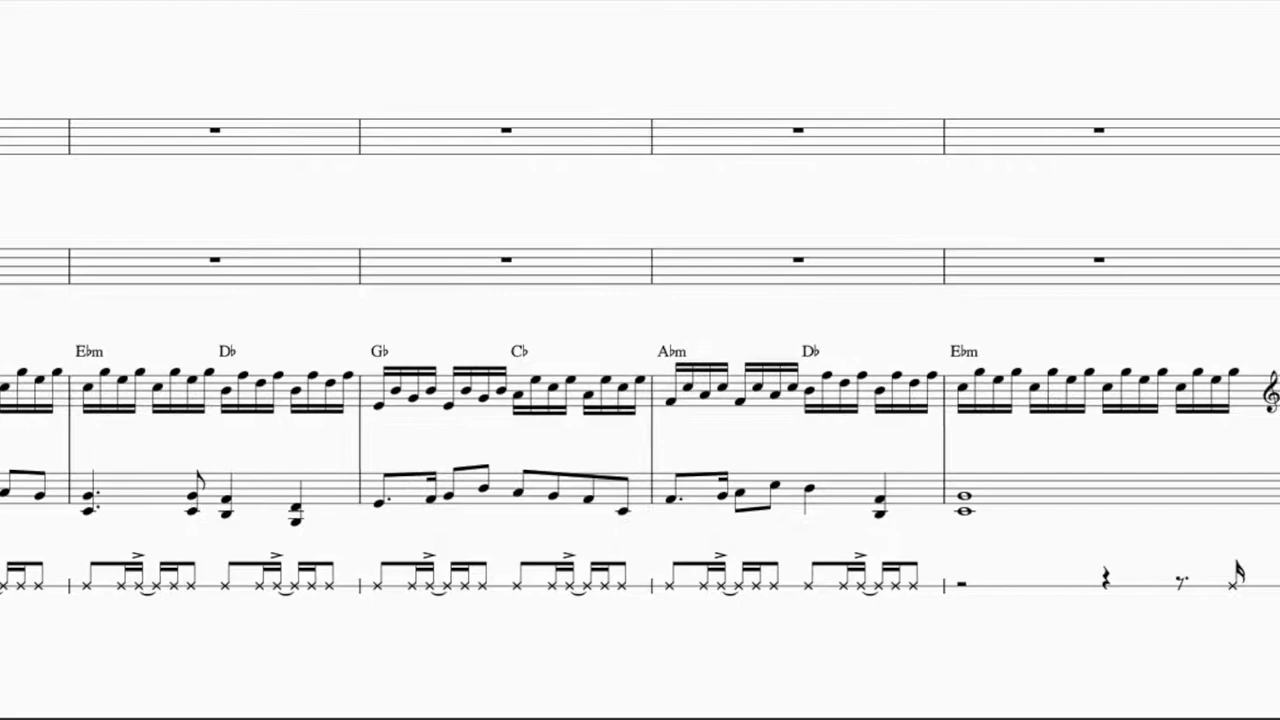 E♭m D♭ G♭ C♭ A♭m D♭ E♭m